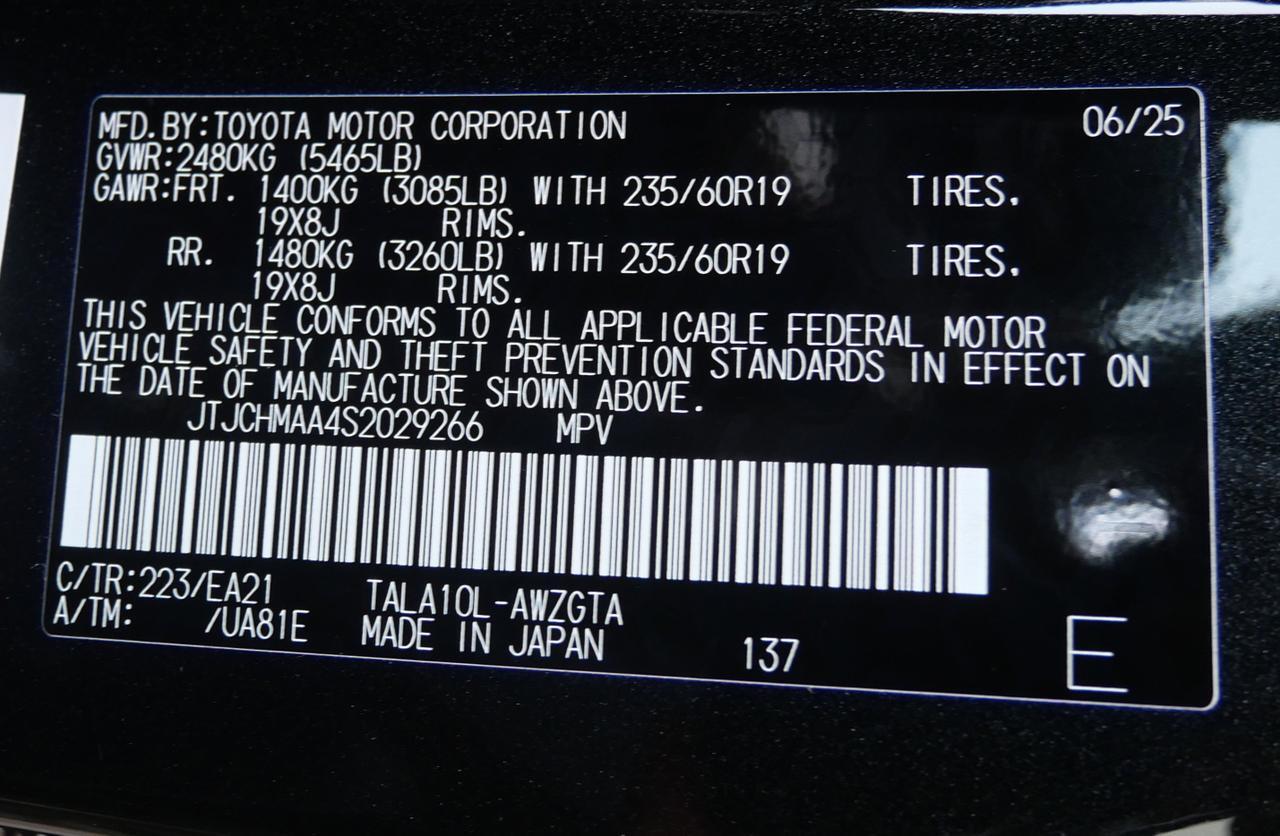 MFD.BY:TOYOTA MOTOR CORPORATION 06/25
GVWR:2480KG (5465LB)
GAWR:FRT. 1400KG (3085LB) WITH 235/60R19 TIRES.
19X8J RIMS.
RR. 1480KG (3260LB) WITH 235/60R19 TIRES.
19X8J RIMS.
THIS VEHICLE CONFORMS TO ALL APPLICABLE FEDERAL MOTOR
VEHICLE SAFETY AND THEFT PREVENTION STANDARDS IN EFFECT ON
THE DATE OF MANUFACTURE SHOWN ABOVE.
JTJCHMAA4S2029266 MPV
C/TR:223/EA21 TALA10L-AWZGTA
A/TM: /UA81E MADE IN JAPAN 137 E